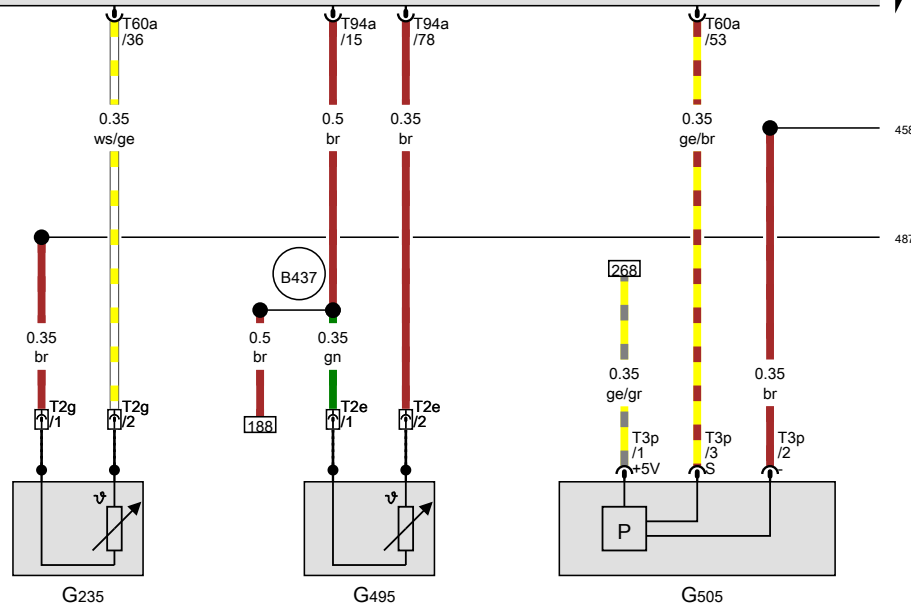 T60a
/36
T94a
/15
T94a
/78
T60a
/53
0.35
ws/ge
0.5
br
0.35
br
0.35
ge/br
458
487
B437
268
0.35
br
0.5
br
0.35
gn
0.35
ge/gr
0.35
br
188
T2g
/1
T2g
/2
T2e
/1
T2e
/2
T3p
/1
+5V
T3p
/3
S
T3p
/2
-
ϑ
ϑ
P
G235
G495
G505